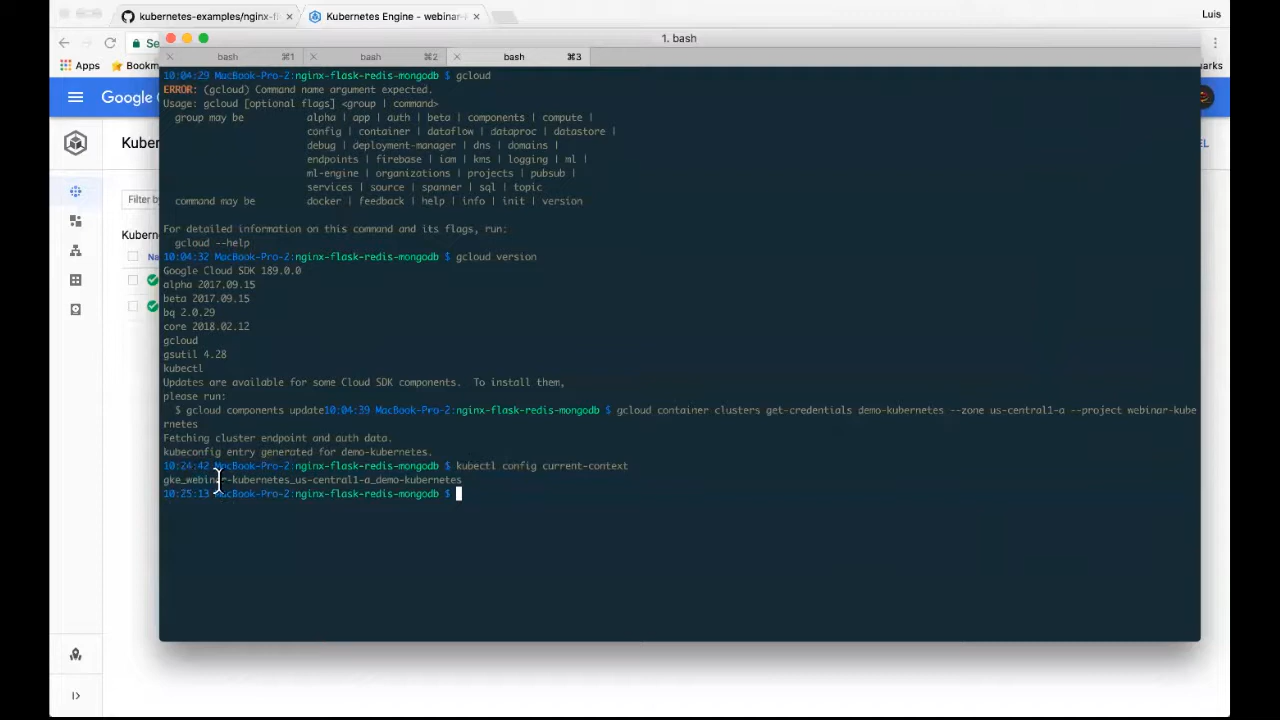 kubernetes-examples/nginx-fl
Kubernetes Engine - webinar-
Luis
Se
1. bash
Apps
Bookm
arks
bash ⌘1
bash ⌘2
bash ⌘3
Google
Kuber
EL
Filter by
Kubern
Na
10:04:29 MacBook-Pro-2:nginx-flask-redis-mongodb $ gcloud
ERROR: (gcloud) Command name argument expected.
Usage: gcloud [optional flags] <group | command>
group may be alpha | app | auth | beta | components | compute |
config | container | dataflow | dataproc | datastore |
debug | deployment-manager | dns | domains |
endpoints | firebase | iam | kms | logging | ml |
ml-engine | organizations | projects | pubsub |
services | source | spanner | sql | topic
command may be docker | feedback | help | info | init | version
For detailed information on this command and its flags, run:
gcloud --help
10:04:32 MacBook-Pro-2:nginx-flask-redis-mongodb $ gcloud version
Google Cloud SDK 189.0.0
alpha 2017.09.15
beta 2017.09.15
bq 2.0.29
core 2018.02.12
gcloud
gsutil 4.28
kubectl
Updates are available for some Cloud SDK components. To install them,
please run:
$ gcloud components update10:04:39 MacBook-Pro-2:nginx-flask-redis-mongodb $ gcloud container clusters get-credentials demo-kubernetes --zone us-central1-a --project webinar-kube
rnetes
Fetching cluster endpoint and auth data.
kubeconfig entry generated for demo-kubernetes.
10:24:42 MacBook-Pro-2:nginx-flask-redis-mongodb $ kubectl config current-context
gke_webinar-kubernetes_us-central1-a_demo-kubernetes
10:25:13 MacBook-Pro-2:nginx-flask-redis-mongodb $